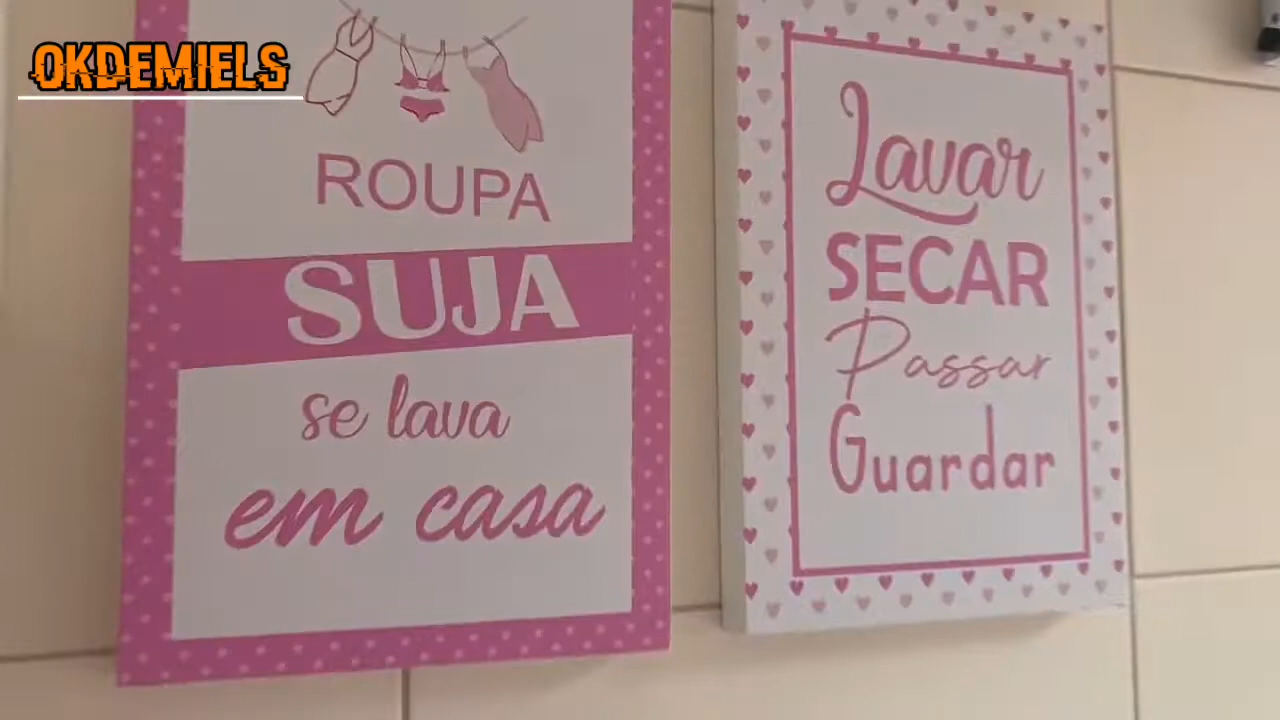 OKDEMIELS
ROUPA
SUJA
se lava
em casa
Lavar
SECAR
Passar
Guardar